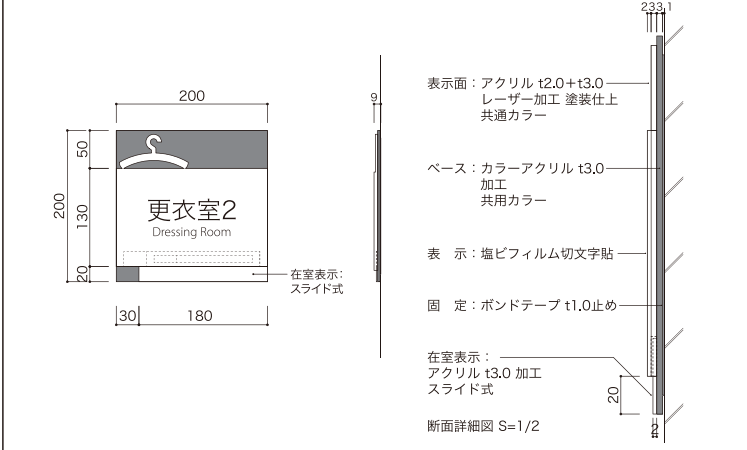 200
50
200
130
20
更衣室2
Dressing Room
在室表示：
スライド式
30
180
9
233.1
表示面：アクリル t2.0＋t3.0
レーザー加工 塗装仕上
共通カラー
ベース：カラーアクリル t3.0
加工
共用カラー
表　示：塩ビフィルム切文字貼
固　定：ボンドテープ t1.0止め
在室表示：
アクリル t3.0 加工
スライド式
20
2
断面詳細図 S=1/2